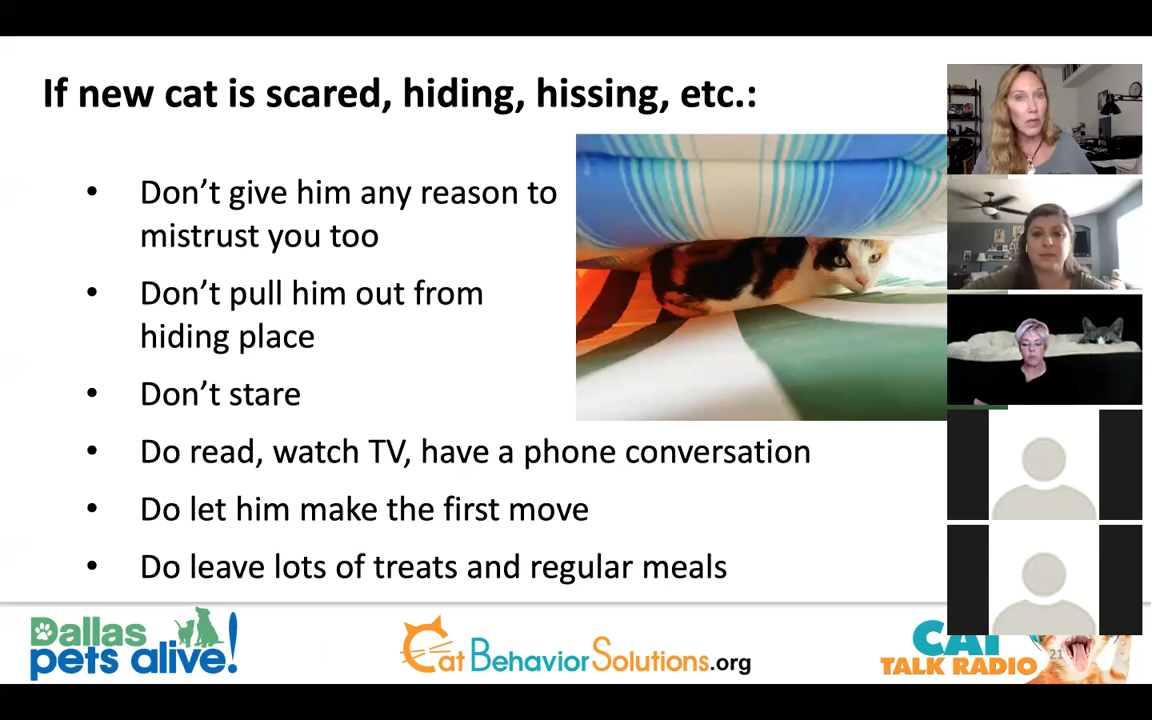 If new cat is scared, hiding, hissing, etc.:
• Don’t give him any reason to
mistrust you too
• Don’t pull him out from
hiding place
• Don’t stare
• Do read, watch TV, have a phone conversation
• Do let him make the first move
• Do leave lots of treats and regular meals
Dallas
pets alive!
CatBehaviorSolutions.org
CAT
TALK RADIO
21